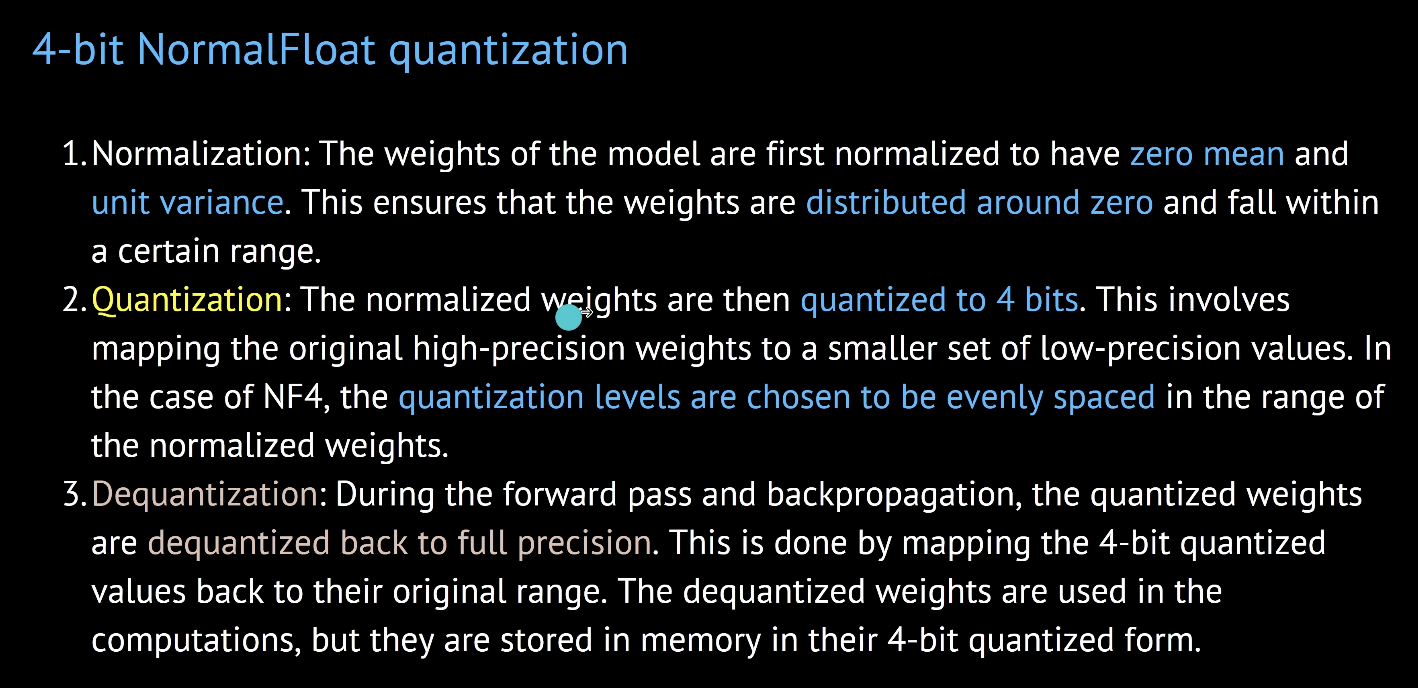 4-bit NormalFloat quantization
1. Normalization: The weights of the model are first normalized to have zero mean and
unit variance. This ensures that the weights are distributed around zero and fall within
a certain range.
2. Quantization: The normalized weights are then quantized to 4 bits. This involves
mapping the original high-precision weights to a smaller set of low-precision values. In
the case of NF4, the quantization levels are chosen to be evenly spaced in the range of
the normalized weights.
3. Dequantization: During the forward pass and backpropagation, the quantized weights
are dequantized back to full precision. This is done by mapping the 4-bit quantized
values back to their original range. The dequantized weights are used in the
computations, but they are stored in memory in their 4-bit quantized form.